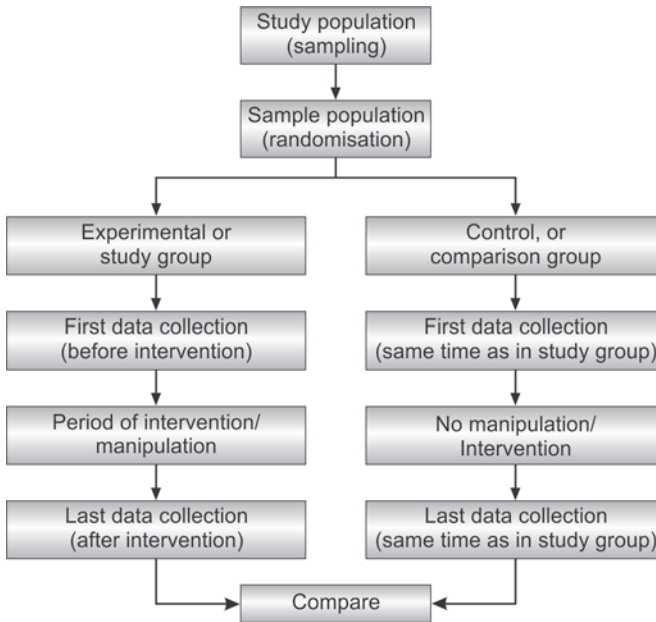 Study population
(sampling)
Sample population
(randomisation)
Experimental or
study group
Control, or
comparison group
First data collection
(before intervention)
First data collection
(same time as in study group)
Period of intervention/
manipulation
No manipulation/
Intervention
Last data collection
(after intervention)
Last data collection
(same time as in study group)
Compare